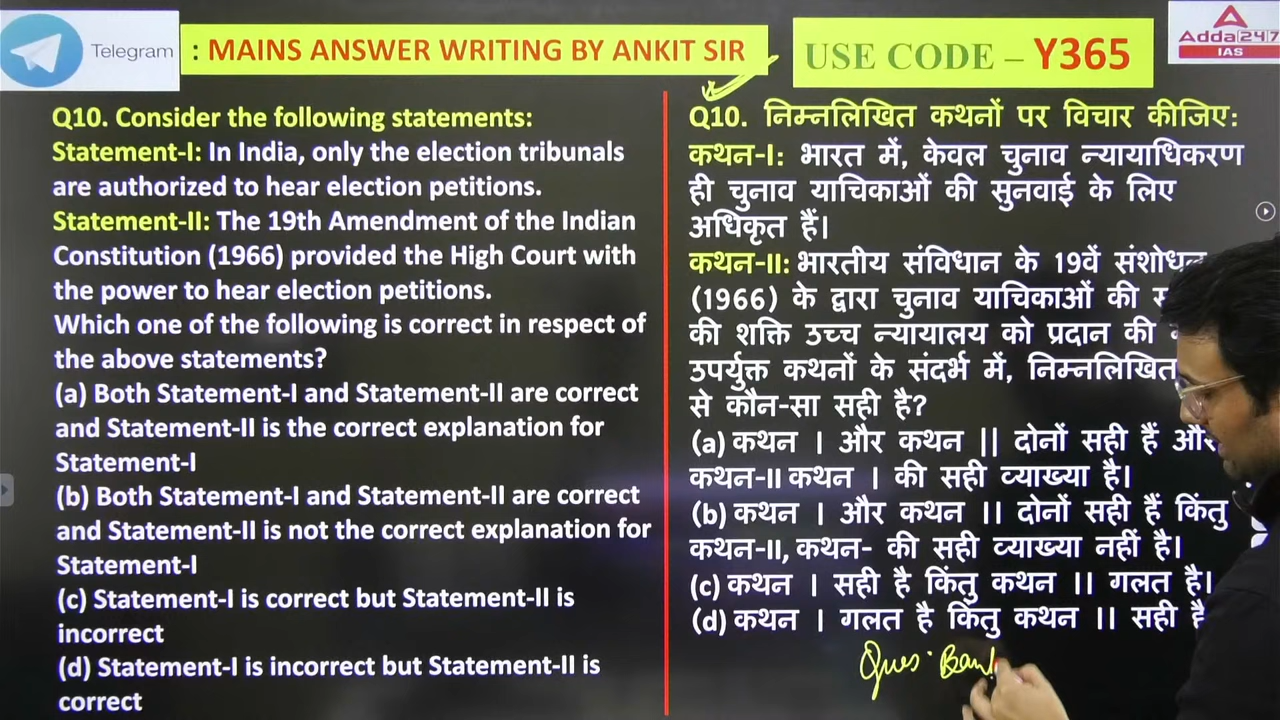 Telegram
: MAINS ANSWER WRITING BY ANKIT SIR
USE CODE – Y365
Adda247
IAS
Q10. Consider the following statements:
Statement-I: In India, only the election tribunals
are authorized to hear election petitions.
Statement-II: The 19th Amendment of the Indian
Constitution (1966) provided the High Court with
the power to hear election petitions.
Which one of the following is correct in respect of
the above statements?
(a) Both Statement-I and Statement-II are correct
and Statement-II is the correct explanation for
Statement-I
(b) Both Statement-I and Statement-II are correct
and Statement-II is not the correct explanation for
Statement-I
(c) Statement-I is correct but Statement-II is
incorrect
(d) Statement-I is incorrect but Statement-II is
correct
Q10. निम्नलिखित कथनों पर विचार कीजिए:
कथन-I: भारत में, केवल चुनाव न्यायाधिकरण
ही चुनाव याचिकाओं की सुनवाई के लिए
अधिकृत हैं।
कथन-II: भारतीय संविधान के 19वें संशोधन
(1966) के द्वारा चुनाव याचिकाओं की
की शक्ति उच्च न्यायालय को प्रदान की
उपर्युक्त कथनों के संदर्भ में, निम्नलिखित
से कौन-सा सही है?
(a) कथन । और कथन || दोनों सही हैं और
कथन-II कथन । की सही व्याख्या है।
(b) कथन । और कथन ।। दोनों सही हैं किंतु
कथन-II, कथन- की सही व्याख्या नहीं है।
(c) कथन । सही है किंतु कथन ।। गलत है।
(d) कथन । गलत है किंतु कथन ।। सही है
Ques. Bank